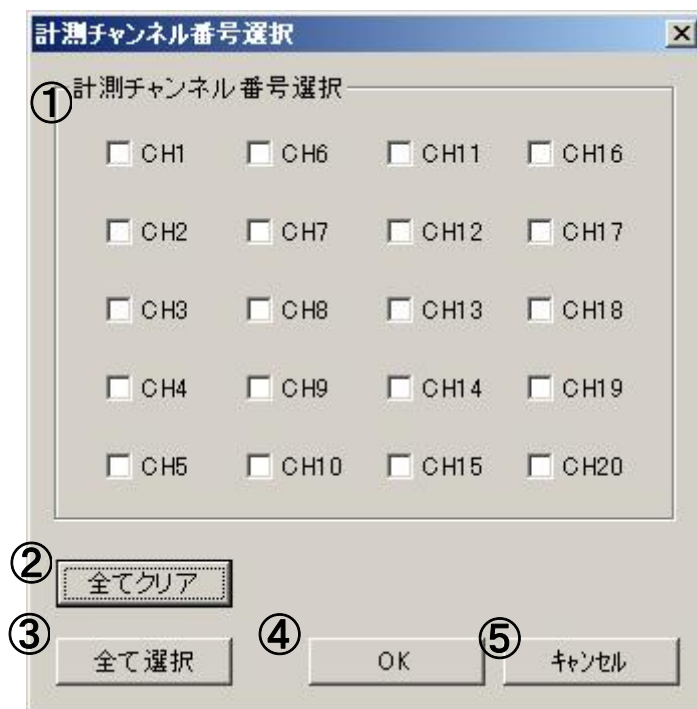 計測チャンネル番号選択
① 計測チャンネル番号選択
CH1 CH6 CH11 CH16
CH2 CH7 CH12 CH17
CH3 CH8 CH13 CH18
CH4 CH9 CH14 CH19
CH5 CH10 CH15 CH20
② 全てクリア
③ 全て選択 ④ OK ⑤ キャンセル